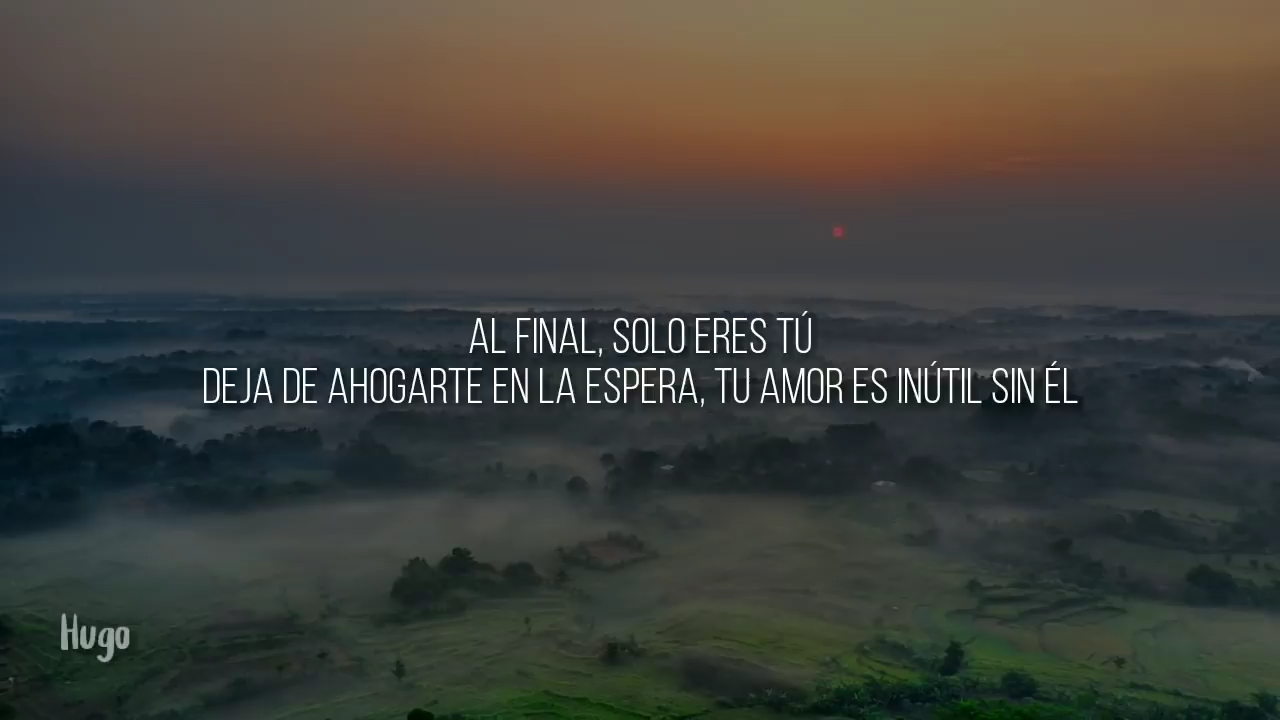 AL FINAL, SOLO ERES TÚ
DEJA DE AHOGARTE EN LA ESPERA, TU AMOR ES INÚTIL SIN ÉL
Hugo